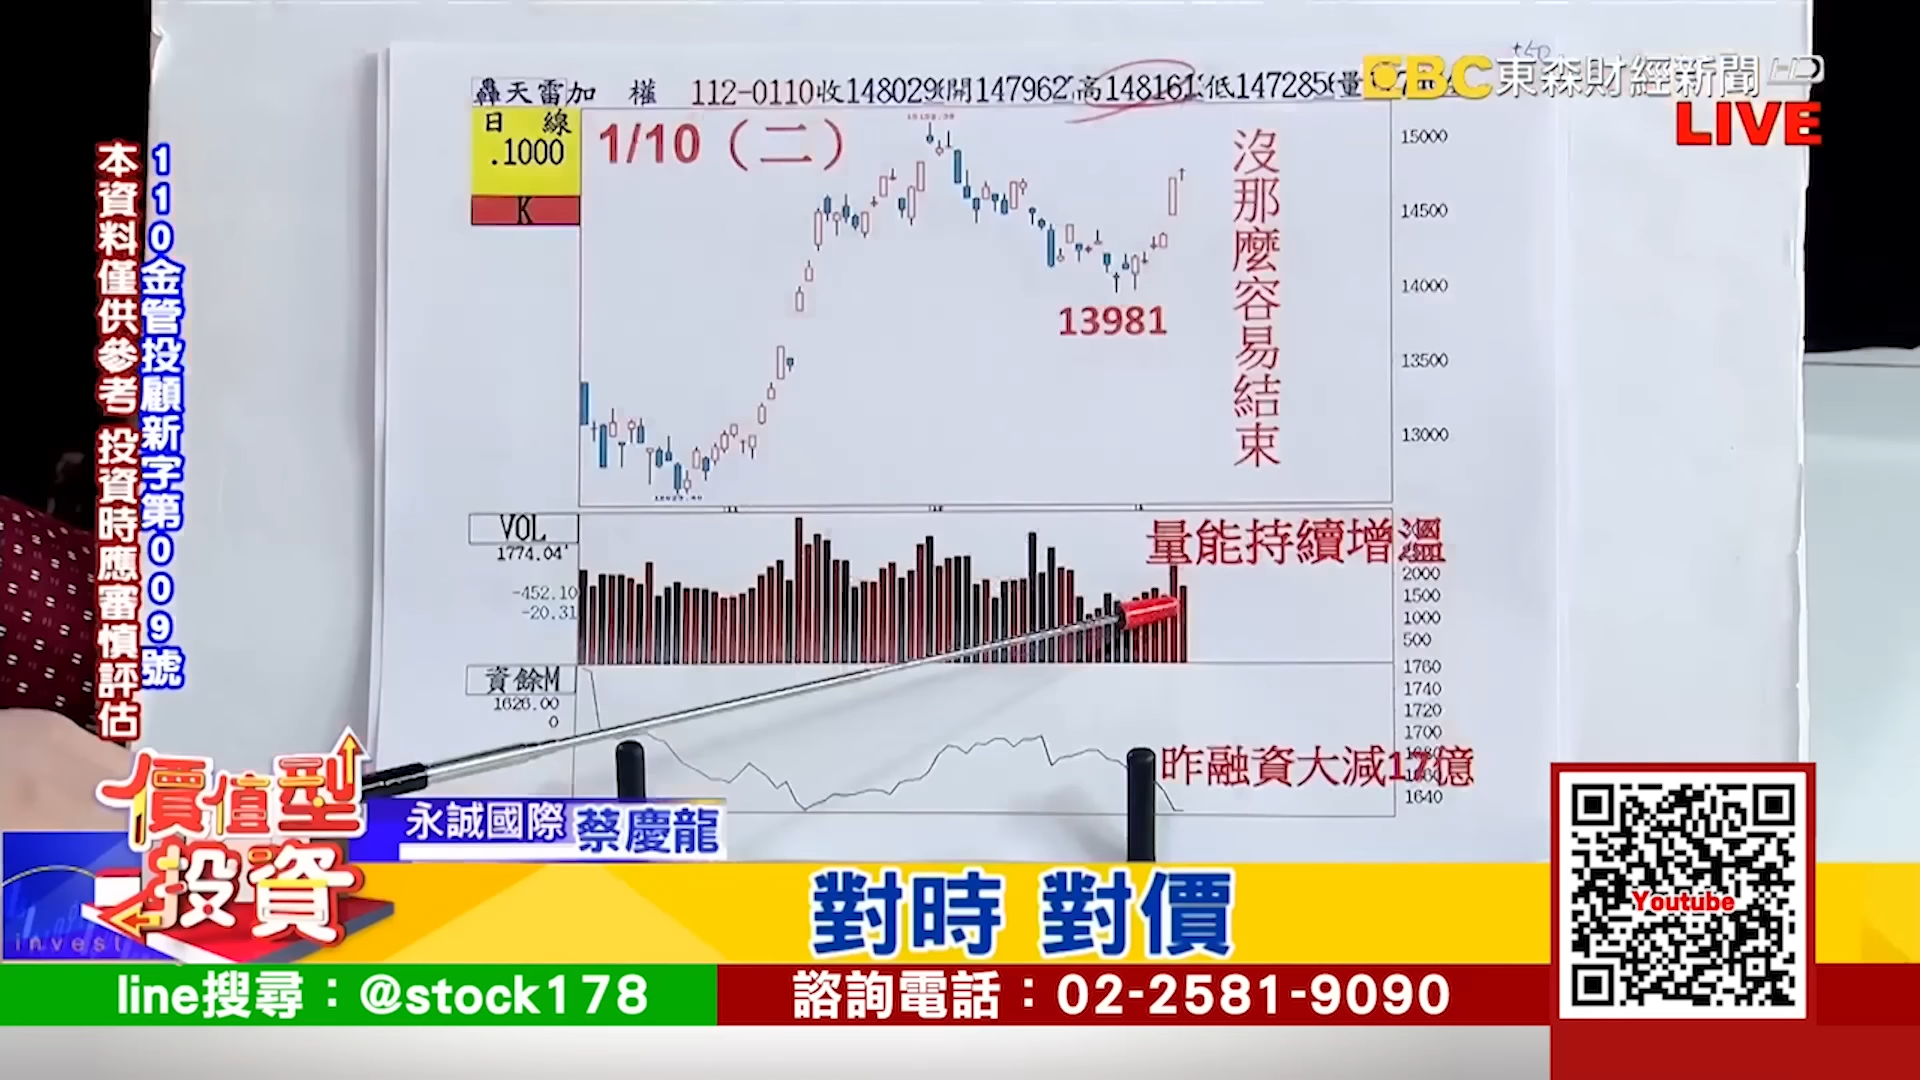 EBC東森財經新聞HD
LIVE
轟天雷加 權 112-0110收148029開147962高148161低147285量
日 線
.1000
K
1/10（二）
沒那麼容易結束
13981
15000
14500
14000
13500
13000
VOL
1774.04
-452.10
-20.31
量能持續增溫
2000
1500
1000
500
資餘M
1626.00
0
1760
1740
1720
1700
1640
昨融資大減17億
110金管投顧新字第009號
本資料僅供參考 投資時應審慎評估
價值型
投資
invest
永誠國際 蔡慶龍
對時 對價
line搜尋：@stock178
諮詢電話：02-2581-9090
Youtube